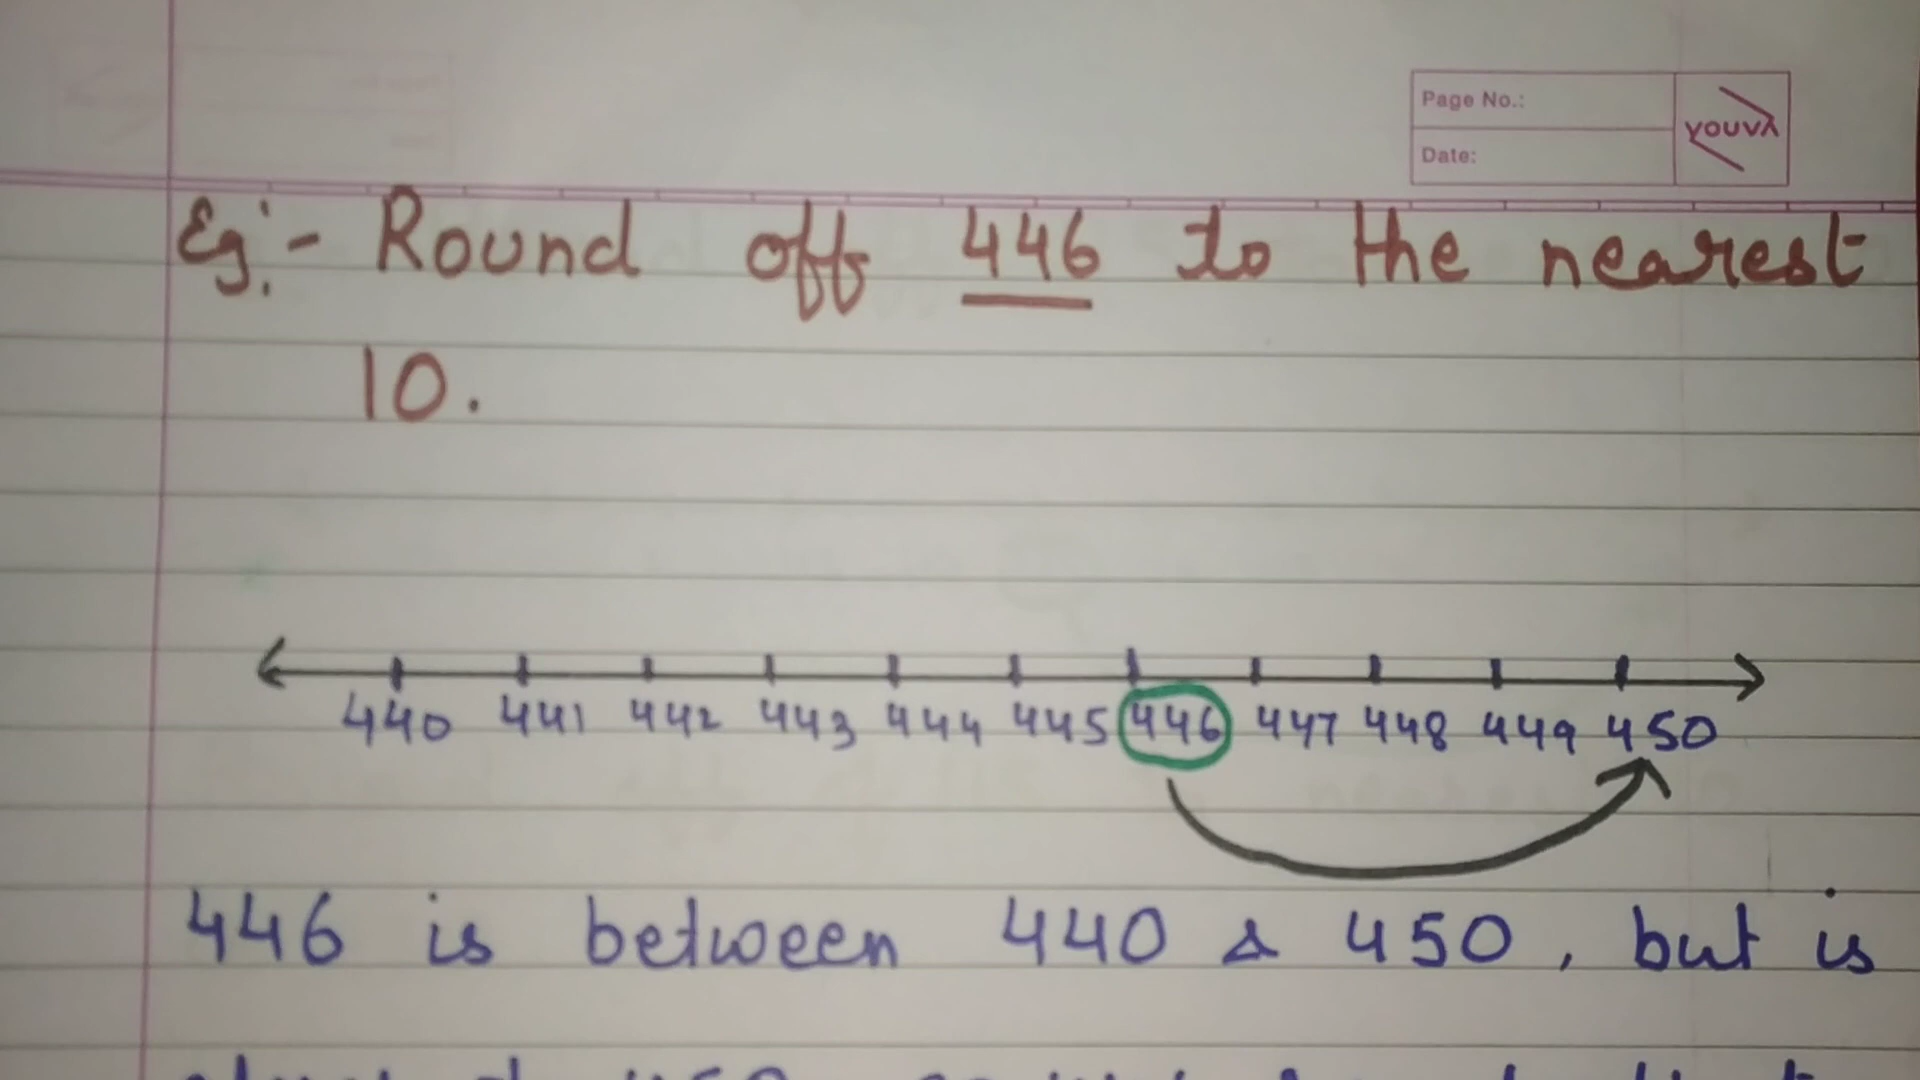 Page No.:
Date:
YOUVA
Eg:- Round off 446 to the nearest
10.
440 441 442 443 444 445 446 447 448 449 450
446 is between 440 & 450, but is
450